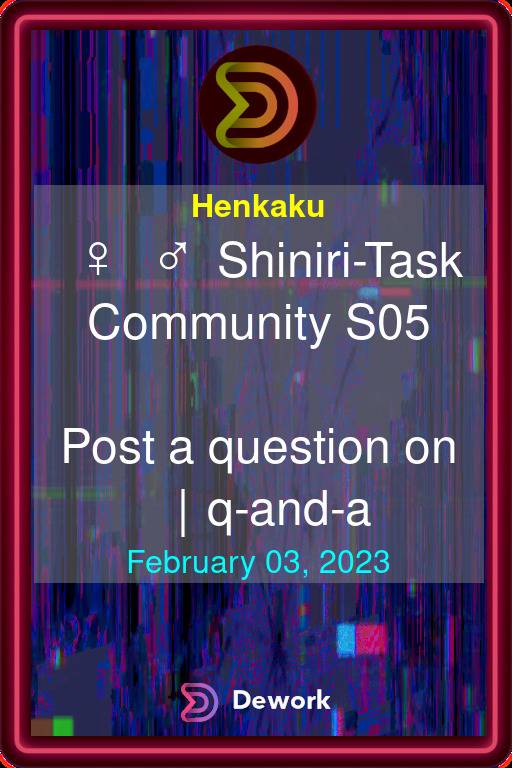 Henkaku
♀ ♂ Shiniri-Task
Community S05
Post a question on
| q-and-a
February 03, 2023
Dework